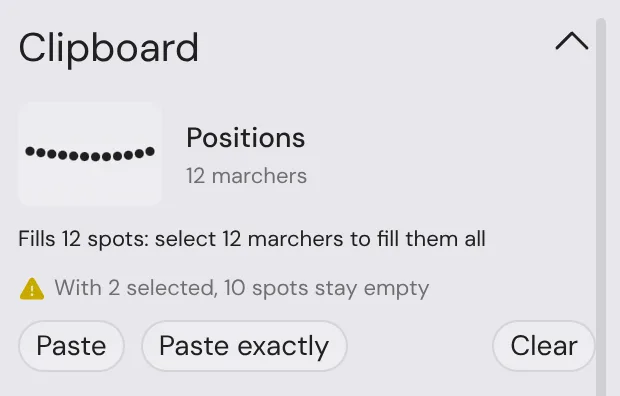 Clipboard
Positions
12 marchers
Fills 12 spots: select 12 marchers to fill them all
With 2 selected, 10 spots stay empty
Paste
Paste exactly
Clear